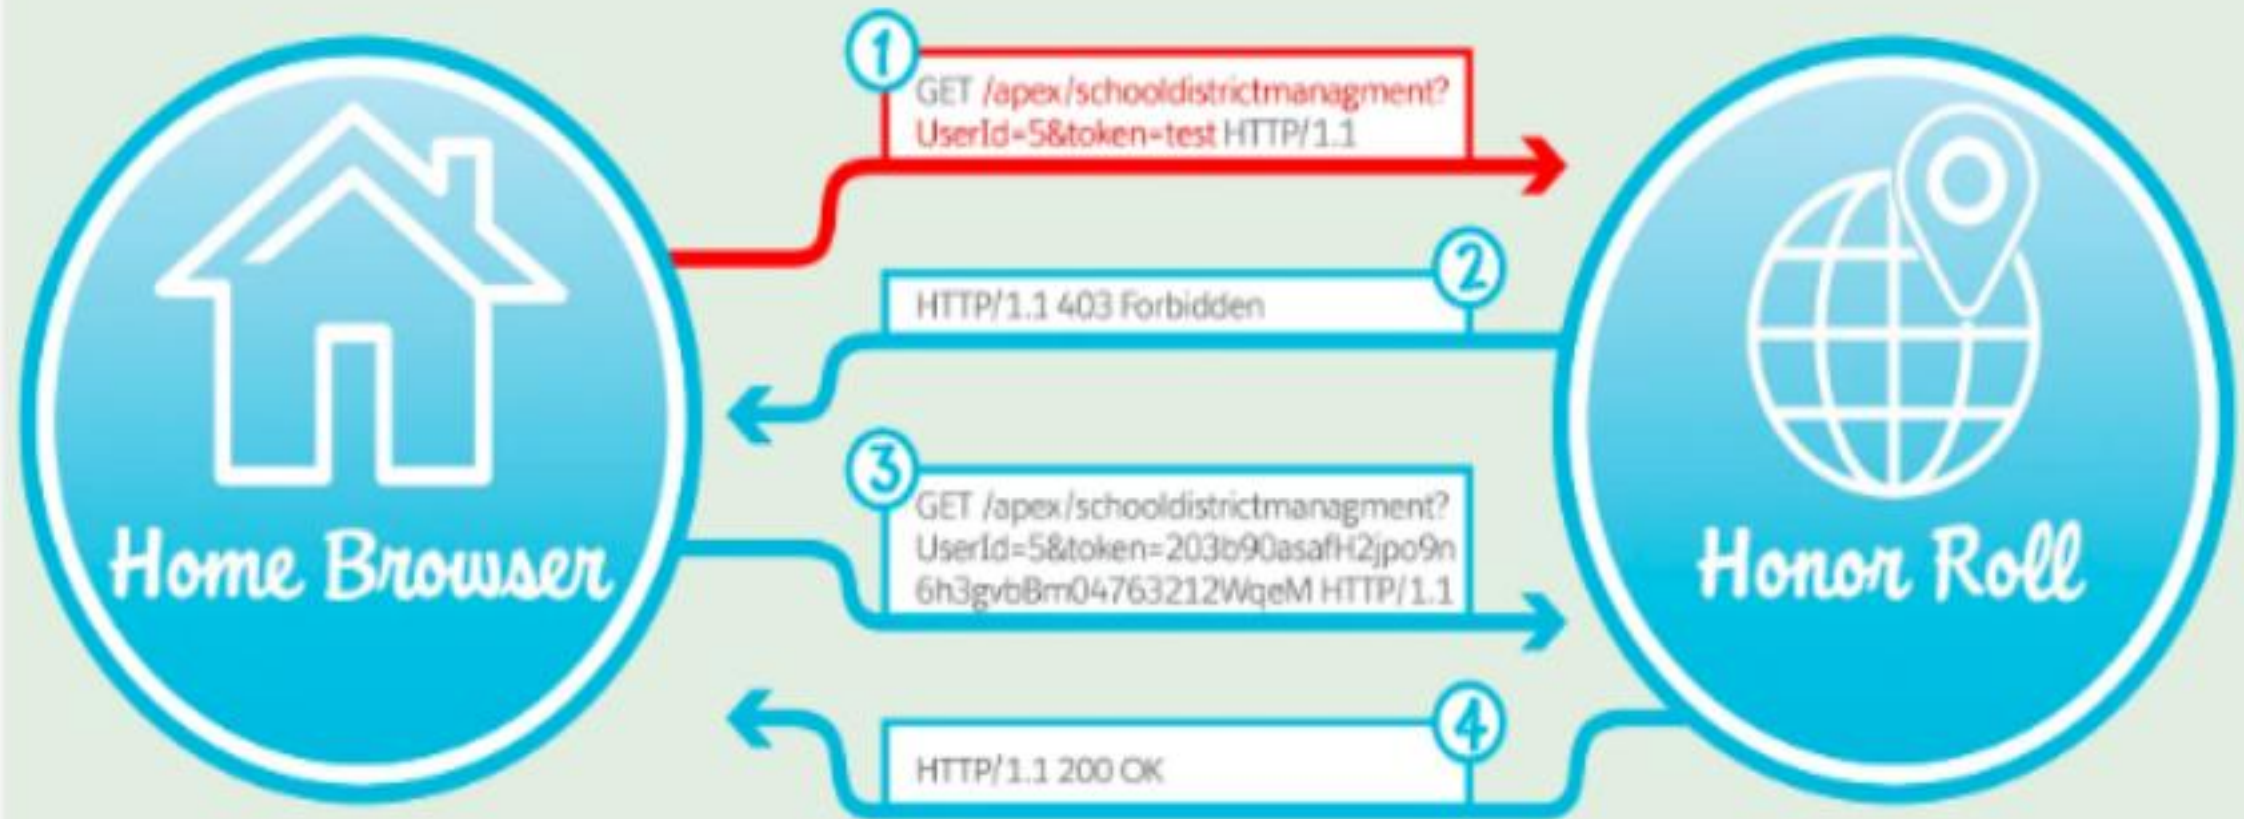 1
GET /apex/schooldistrictmanagment?
UserId=5&token=test HTTP/1.1
2
HTTP/1.1 403 Forbidden
3
GET /apex/schooldistrictmanagment?
UserId=5&token=203b90asafH2jpo9n
6h3gvbBm04763212WqeM HTTP/1.1
4
HTTP/1.1 200 OK
Home Browser
Honor Roll